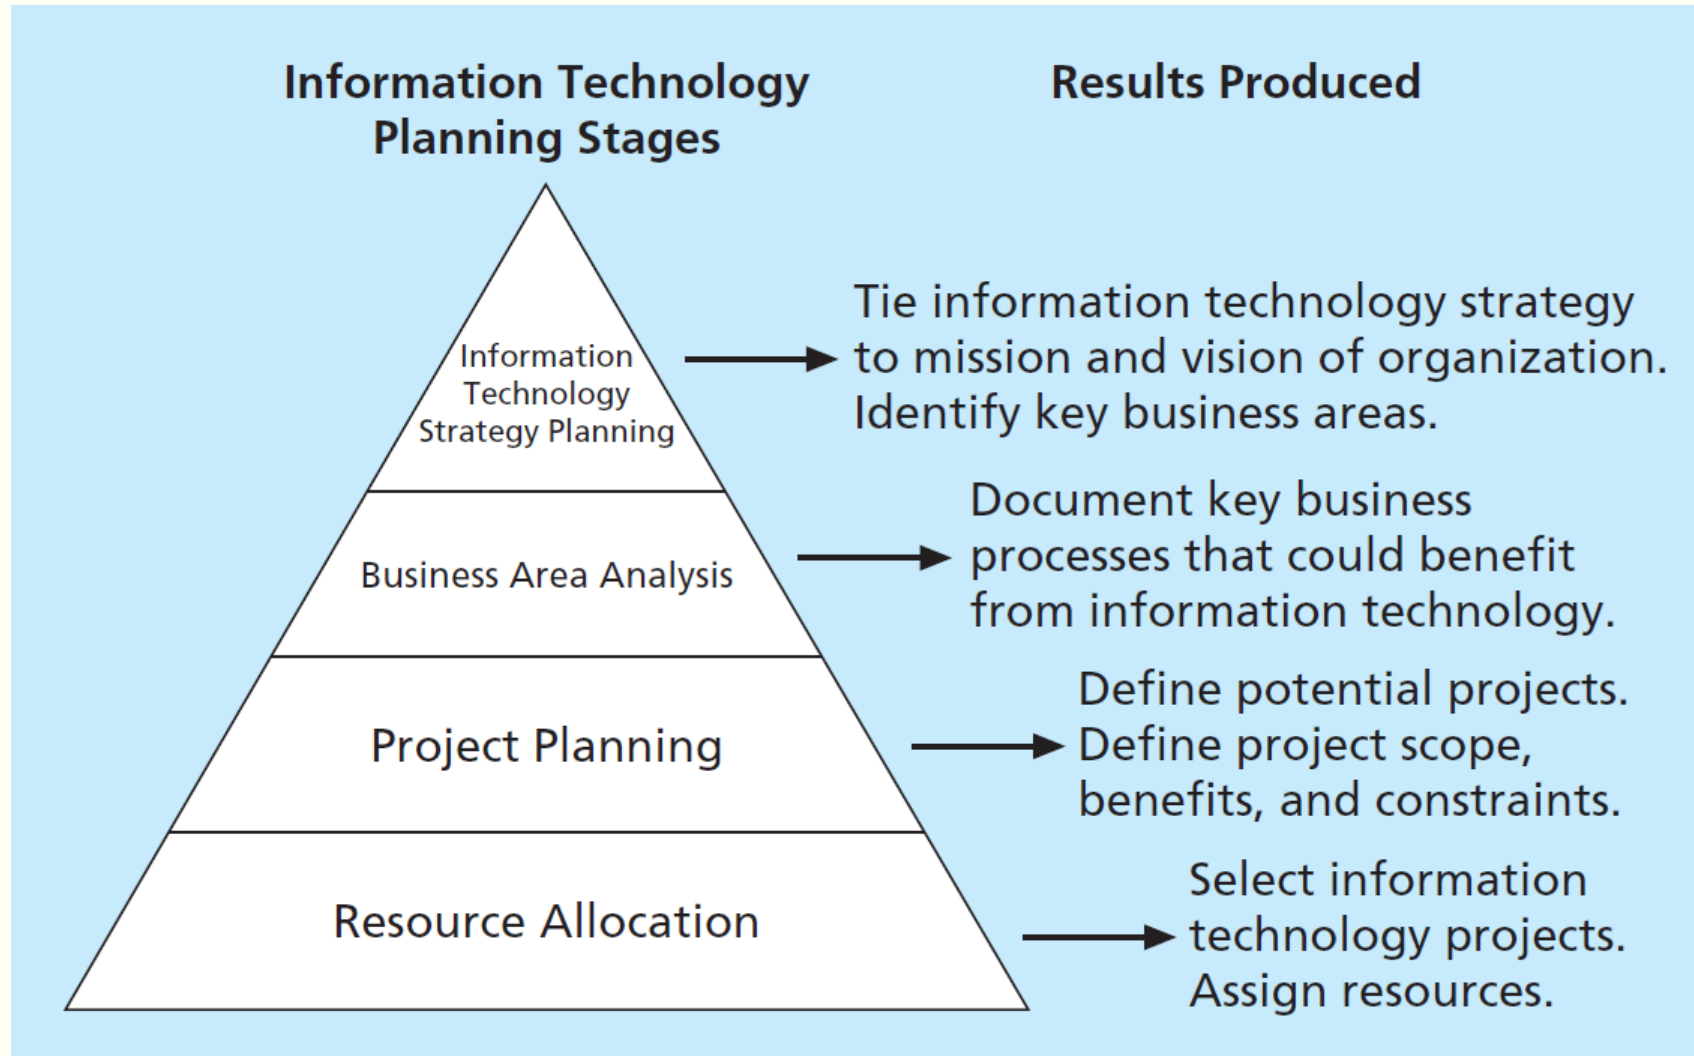 Information Technology
Planning Stages
Results Produced
Information
Technology
Strategy Planning
Tie information technology strategy
to mission and vision of organization.
Identify key business areas.
Business Area Analysis
Document key business
processes that could benefit
from information technology.
Project Planning
Define potential projects.
Define project scope,
benefits, and constraints.
Resource Allocation
Select information
technology projects.
Assign resources.